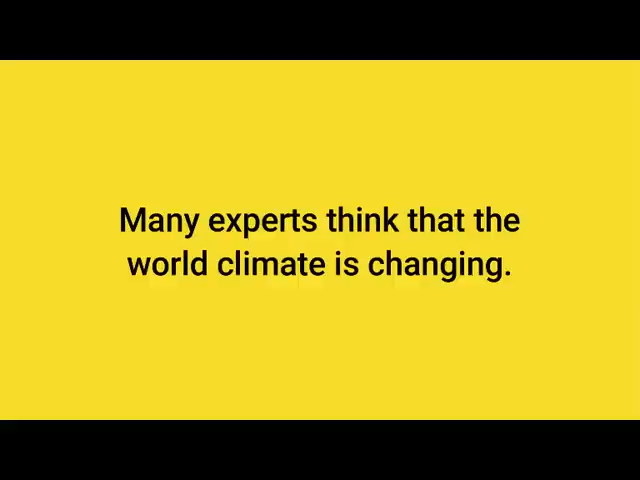 Many experts think that the
world climate is changing.